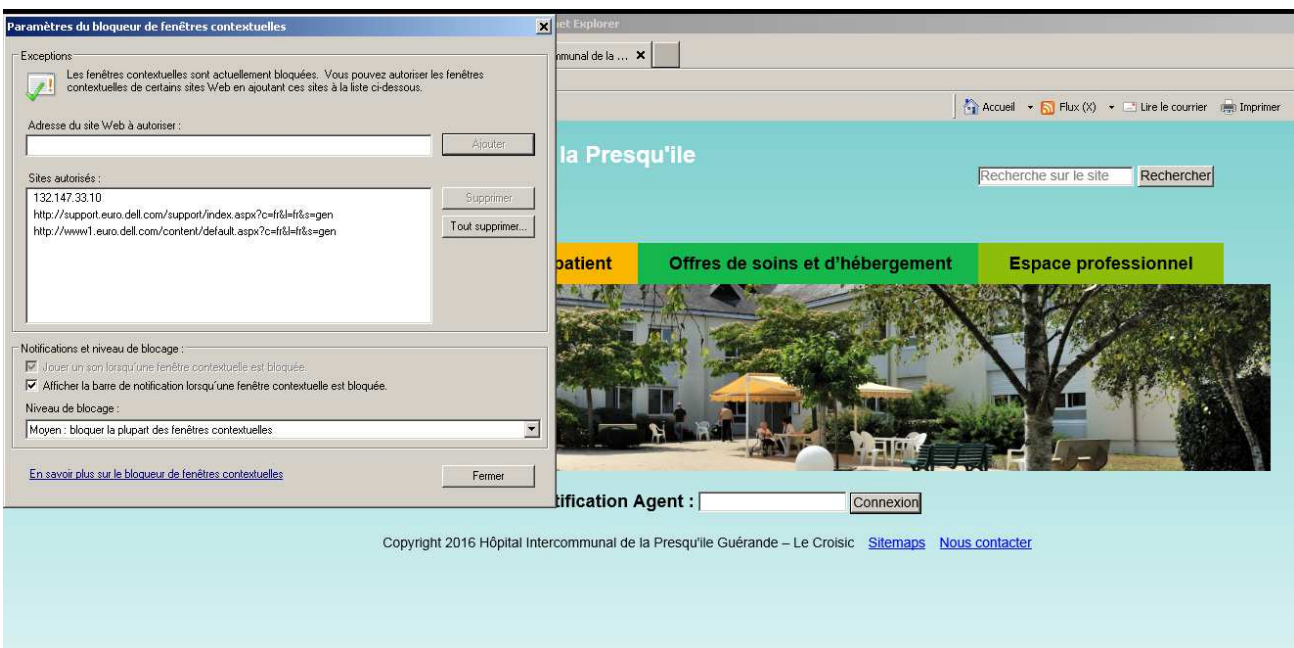 Paramètres du bloqueur de fenêtres contextuelles
Exceptions
Les fenêtres contextuelles sont actuellement bloquées. Vous pouvez autoriser les fenêtres
contextuelles de certains sites Web en ajoutant ces sites à la liste ci-dessous.
Adresse du site Web à autoriser :
Ajouter
Sites autorisés :
132.147.33.10
http://support.euro.dell.com/support/index.aspx?c=fr&l=fr&s=gen
http://www1.euro.dell.com/content/default.aspx?c=fr&l=fr&s=gen
Supprimer
Tout supprimer...
Notifications et niveau de blocage :
Jouer un son lorsqu'une fenêtre contextuelle est bloquée.
Afficher la barre de notification lorsqu'une fenêtre contextuelle est bloquée.
Niveau de blocage :
Moyen : bloquer la plupart des fenêtres contextuelles
En savoir plus sur le bloqueur de fenêtres contextuelles
Fermer
et Explorer
mmunal de la ...
Accueil Flux (X) Lire le courrier Imprimer
la Presqu'ile
Recherche sur le site Rechercher
patient Offres de soins et d'hébergement Espace professionnel
tification Agent : Connexion
Copyright 2016 Hôpital Intercommunal de la Presqu'ile Guérande – Le Croisic Sitemaps Nous contacter